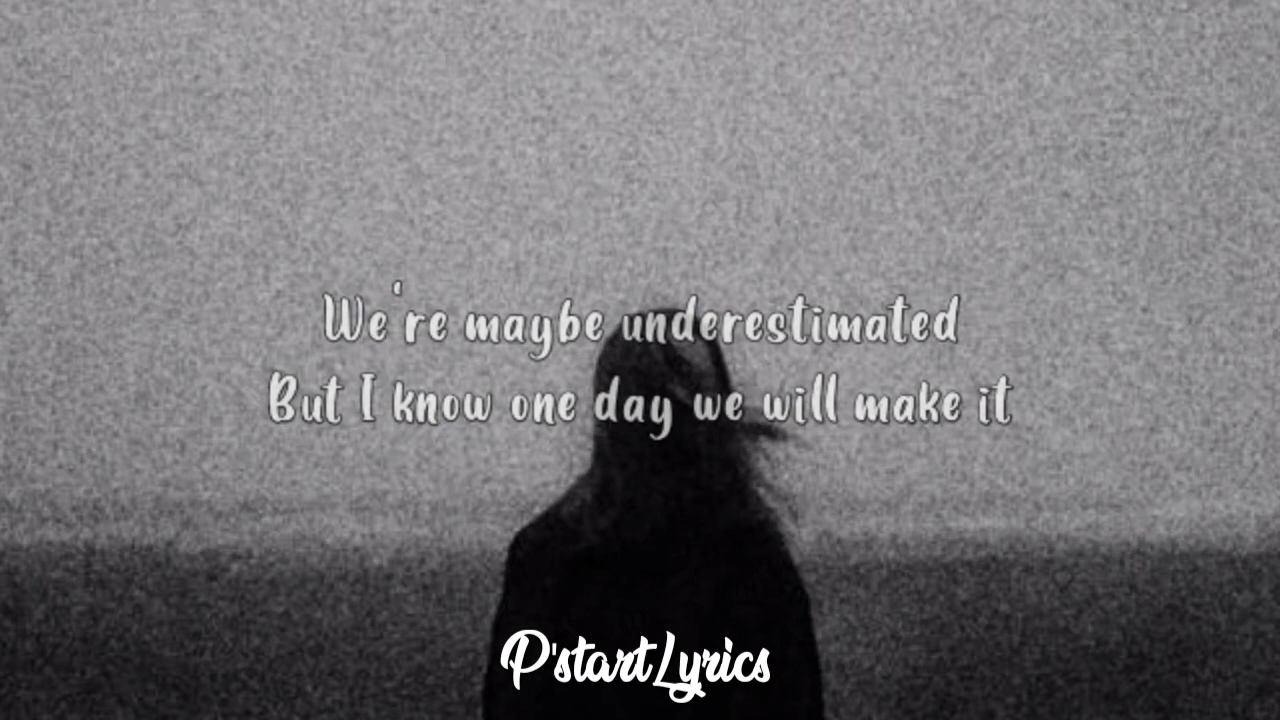 We're maybe underestimated
But I know one day we will make it
P'startLyrics